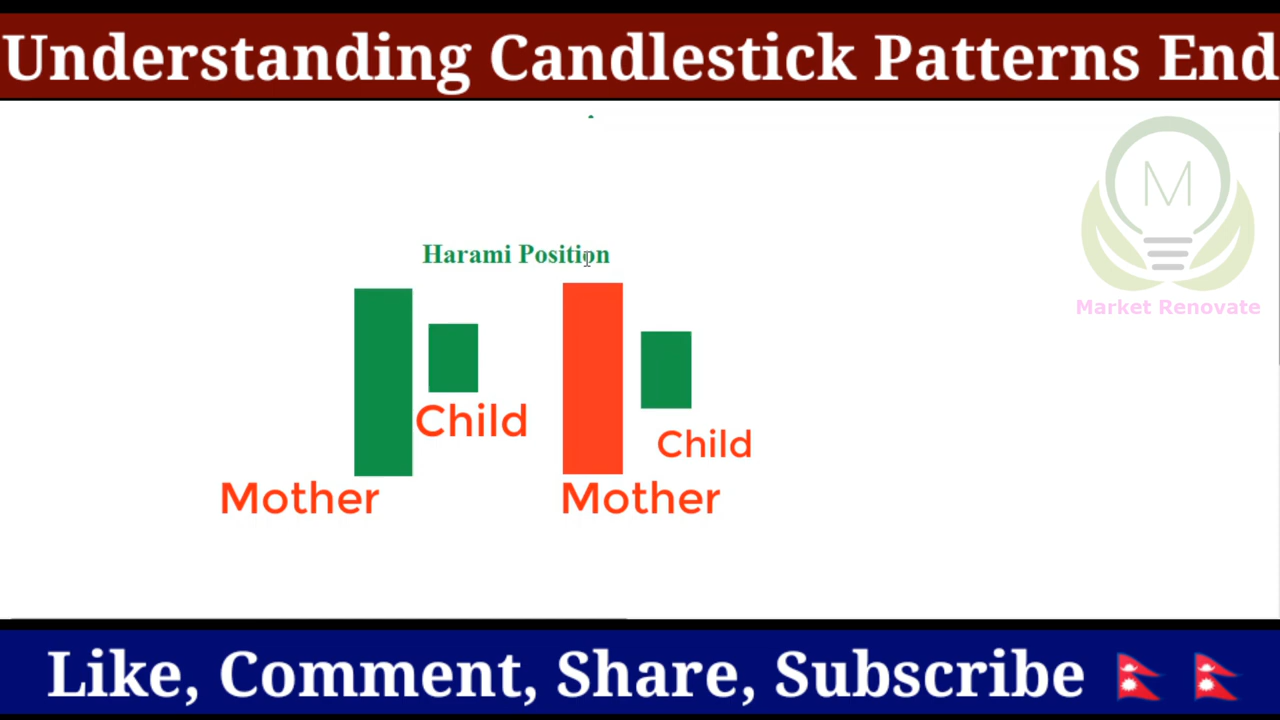 Understanding Candlestick Patterns End
M
Market Renovate
Harami Position
Child
Child
Mother
Mother
Like, Comment, Share, Subscribe 🇳🇵 🇳🇵